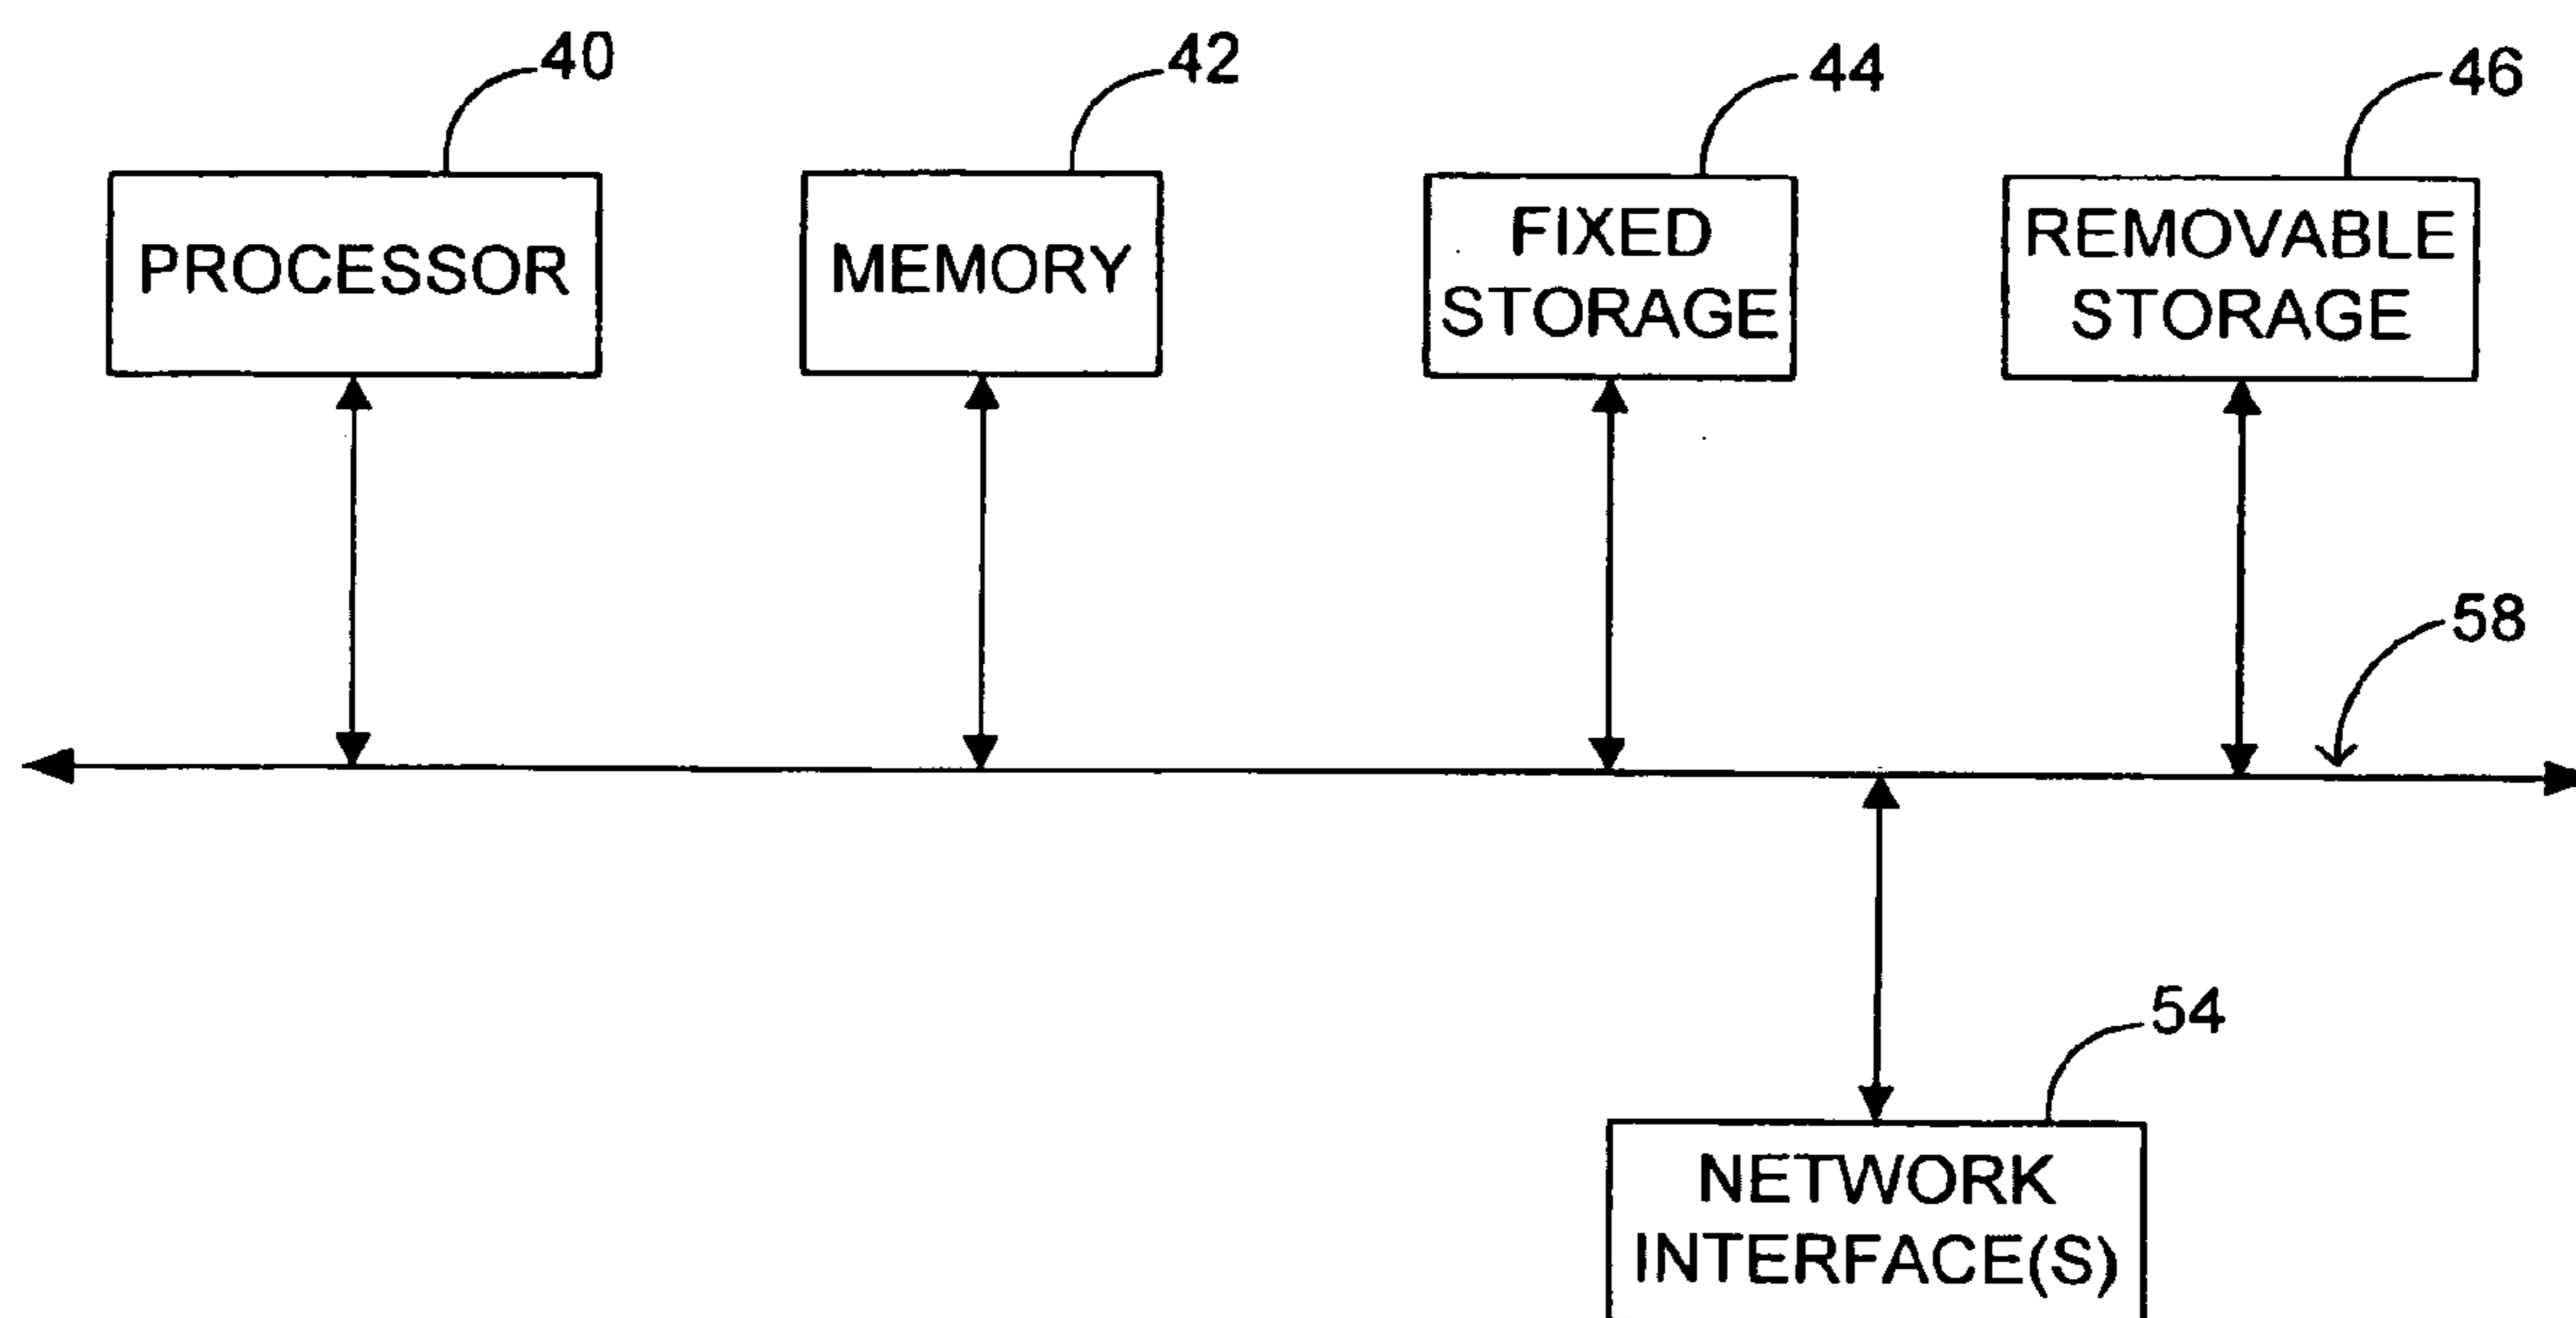 40
42
44
46
PROCESSOR
MEMORY
FIXED
STORAGE
REMOVABLE
STORAGE
58
54
NETWORK
INTERFACE(S)